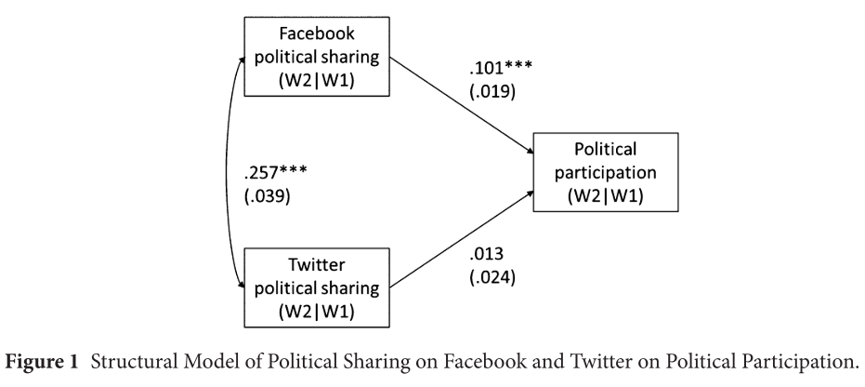 Facebook
political sharing
(W2|W1)
.101***
(.019)
Political
participation
(W2|W1)
.257***
(.039)
Twitter
political sharing
(W2|W1)
.013
(.024)
Figure 1 Structural Model of Political Sharing on Facebook and Twitter on Political Participation.